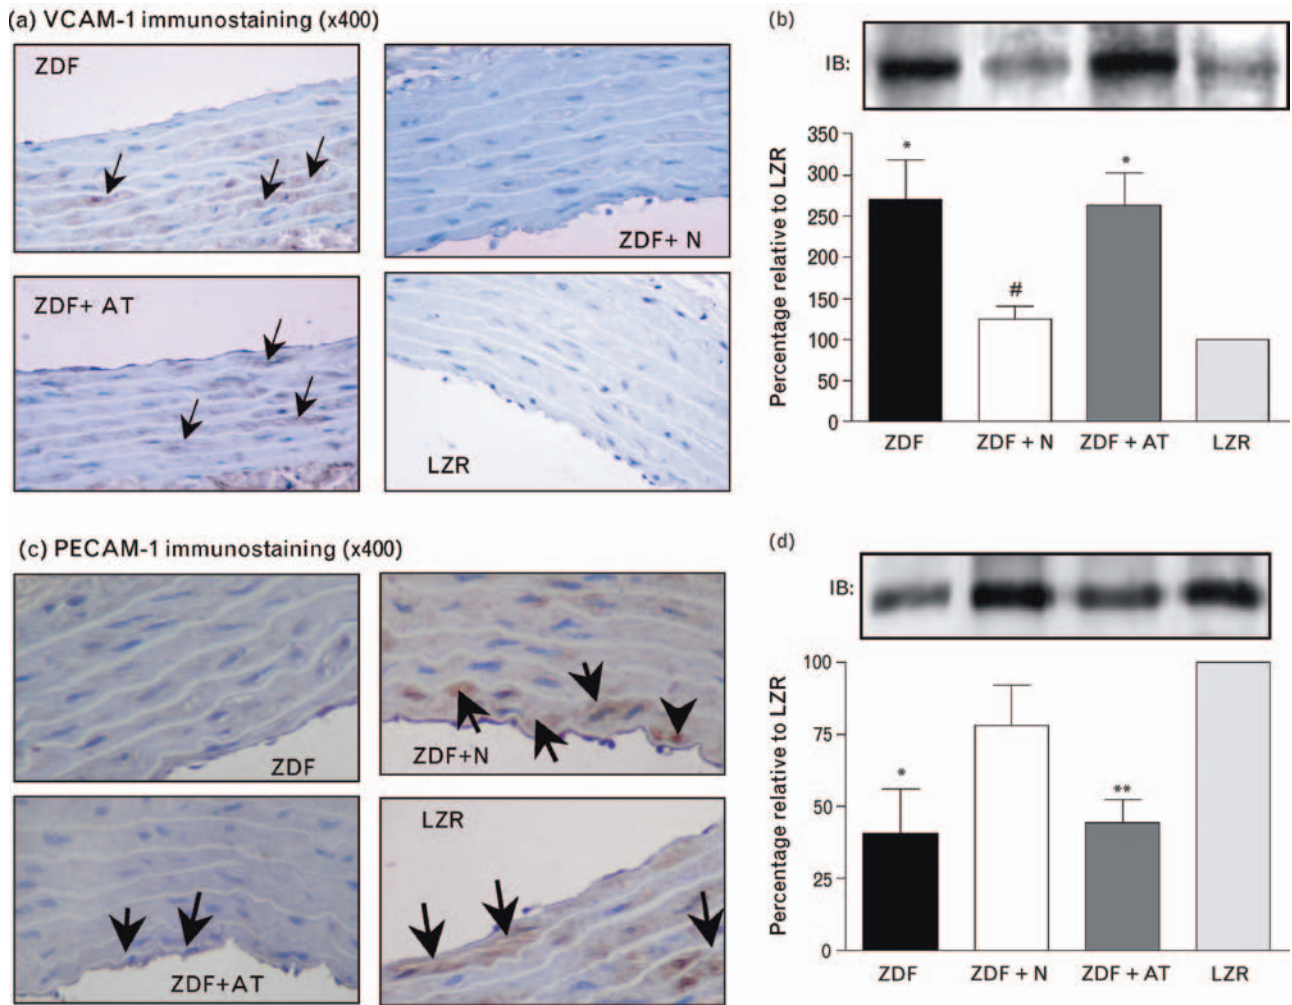 (a) VCAM-1 immunostaining (x400)
ZDF
ZDF+ N
ZDF+ AT
LZR
(b)
IB:
Percentage relative to LZR
350
300
250
200
150
100
50
0
*
#
*
ZDF
ZDF + N
ZDF + AT
LZR
(c) PECAM-1 immunostaining (x400)
ZDF
ZDF+N
ZDF+AT
LZR
(d)
IB:
Percentage relative to LZR
100
75
50
25
0
*
**
ZDF
ZDF + N
ZDF + AT
LZR